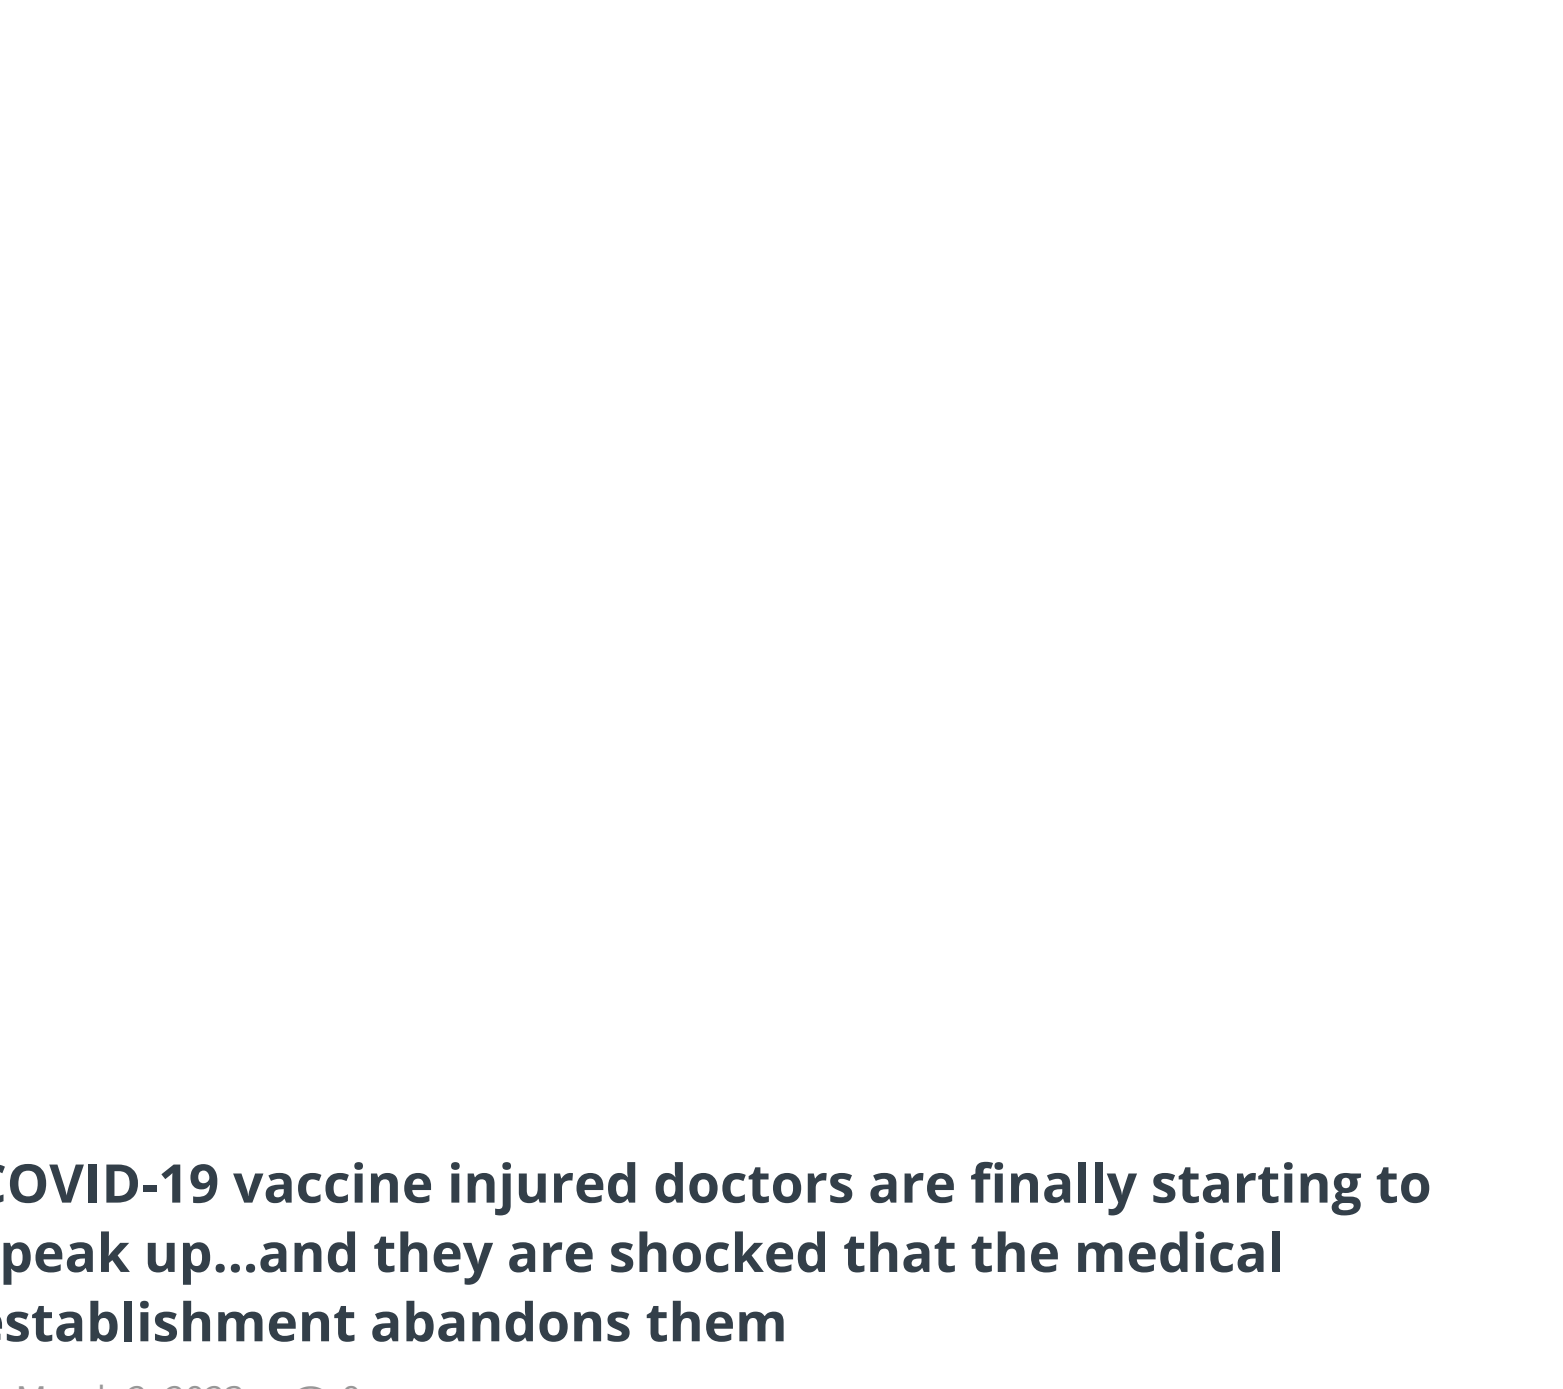 COVID-19 vaccine injured doctors are finally starting to
peak up...and they are shocked that the medical
establishment abandons them